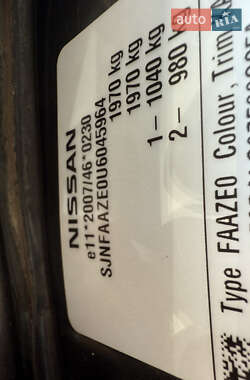 AUTO RIA
NISSAN
e11*2007/46*0230
SJNFAAZE0U6045964
1970 kg
1970 kg
1- 1040 kg
2- 980 k
Type FAAZE0 Colour, Trim